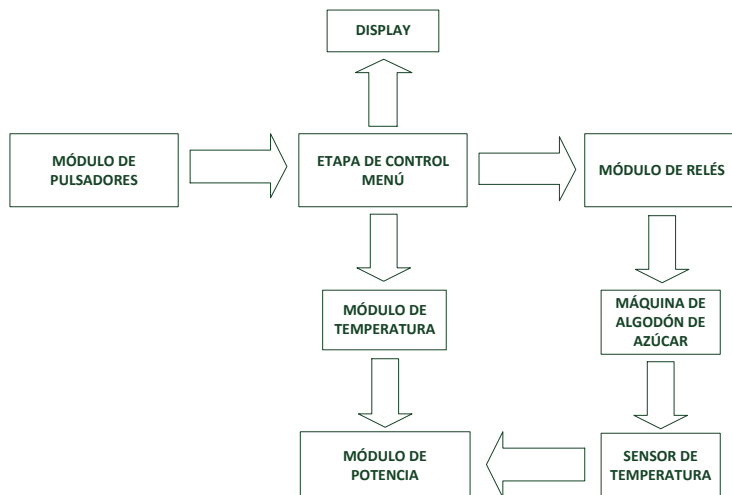 DISPLAY
MÓDULO DE
PULSADORES
ETAPA DE CONTROL
MENÚ
MÓDULO DE RELÉS
MÓDULO DE
TEMPERATURA
MÁQUINA DE
ALGODÓN DE
AZÚCAR
MÓDULO DE
POTENCIA
SENSOR DE
TEMPERATURA